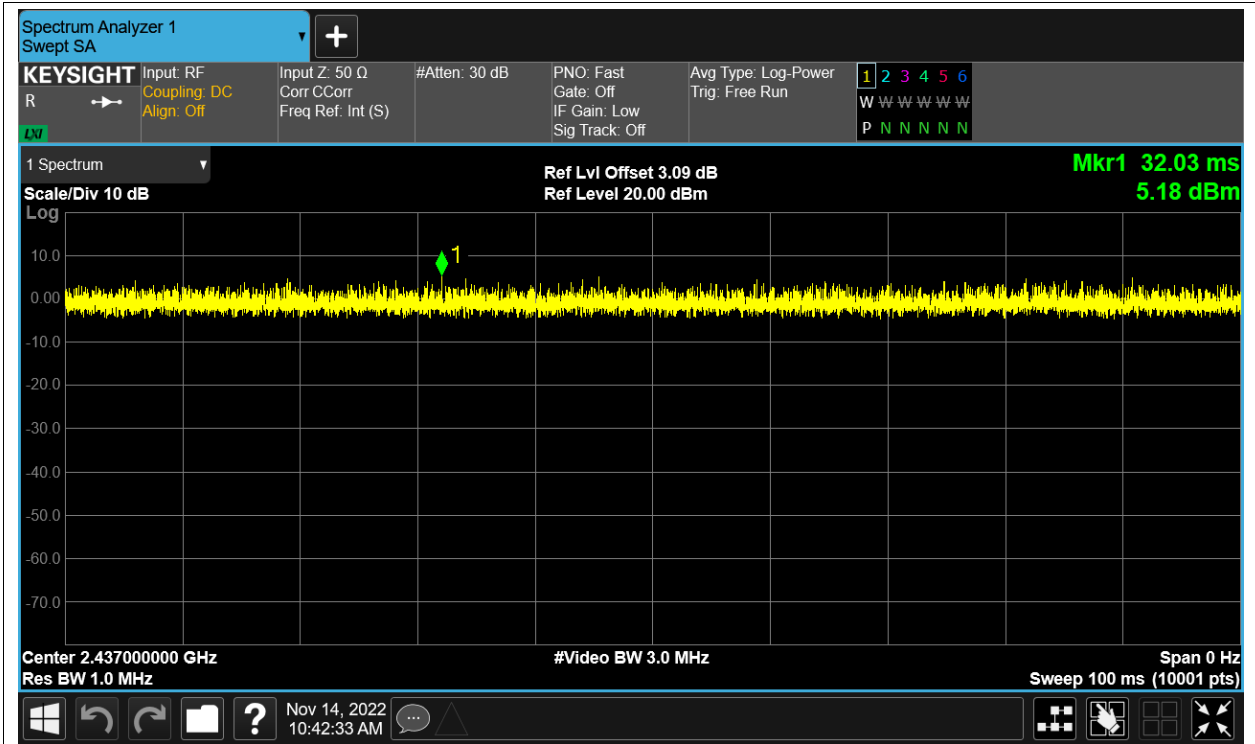 Spectrum Analyzer 1
Swept SA
KEYSIGHT
R
LXI
Input: RF
Coupling: DC
Align: Off
Input Z: 50 Ω
Corr CCorr
Freq Ref: Int (S)
#Atten: 30 dB
PNO: Fast
Gate: Off
IF Gain: Low
Sig Track: Off
Avg Type: Log-Power
Trig: Free Run
1 2 3 4 5 6
W W W W W W
P N N N N N
1 Spectrum
Scale/Div 10 dB
Log
Ref Lvl Offset 3.09 dB
Ref Level 20.00 dBm
Mkr1 32.03 ms
5.18 dBm
1
10.0
0.00
-10.0
-20.0
-30.0
-40.0
-50.0
-60.0
-70.0
Center 2.437000000 GHz
Res BW 1.0 MHz
#Video BW 3.0 MHz
Span 0 Hz
Sweep 100 ms (10001 pts)
?
Nov 14, 2022
10:42:33 AM